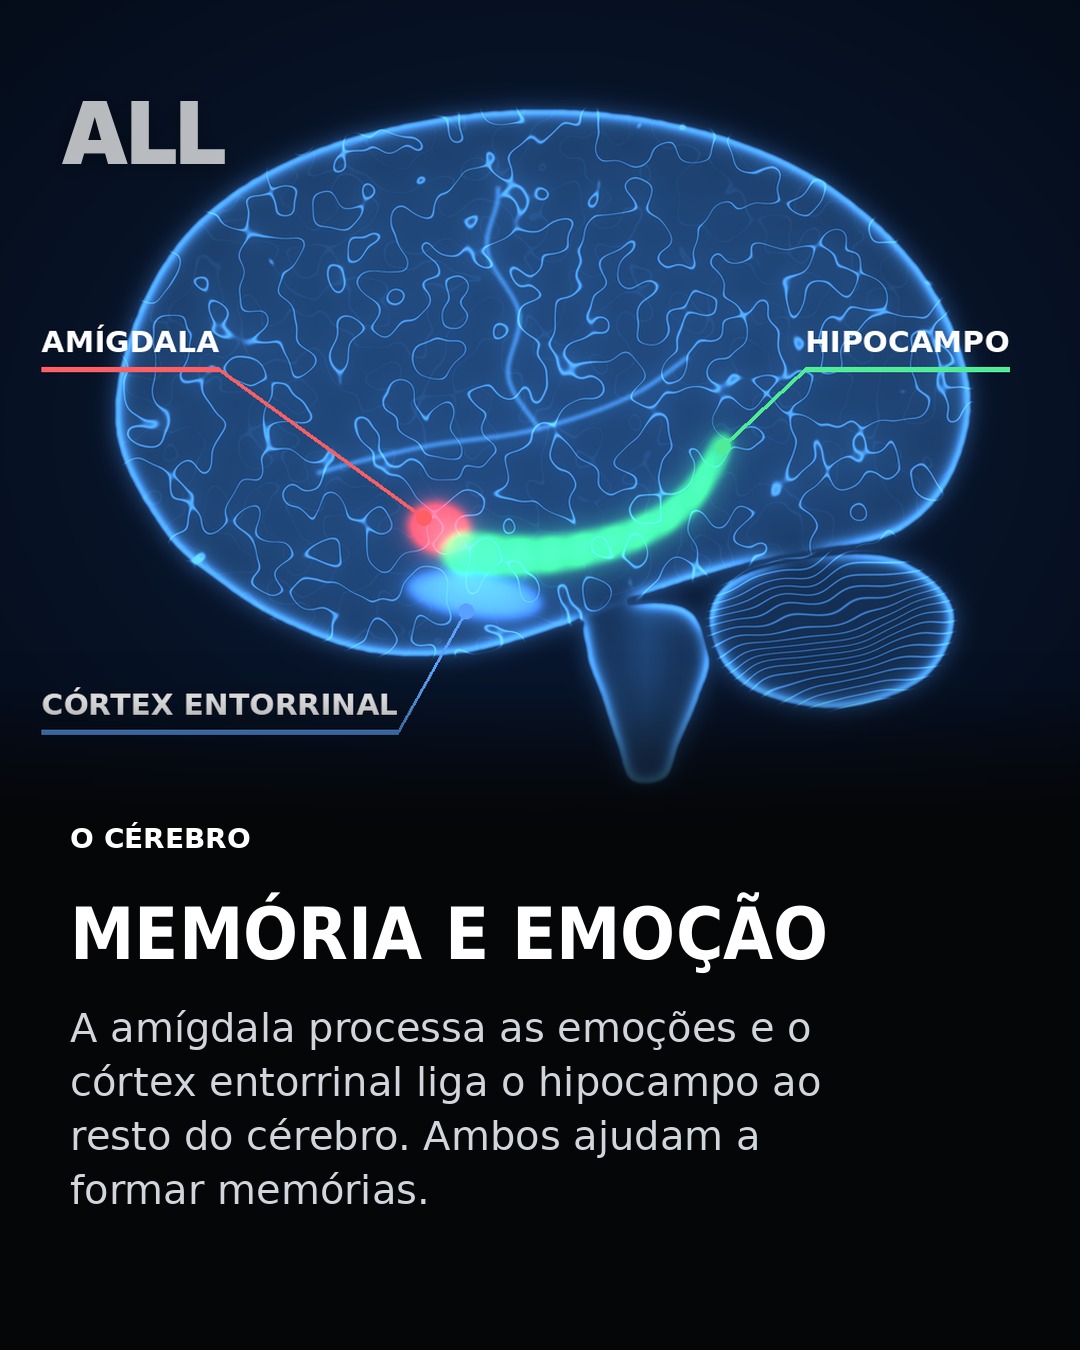 ALL
AMÍGDALA
HIPOCAMPO
CÓRTEX ENTORRINAL
O CÉREBRO
MEMÓRIA E EMOÇÃO
A amígdala processa as emoções e o
córtex entorrinal liga o hipocampo ao
resto do cérebro. Ambos ajudam a
formar memórias.